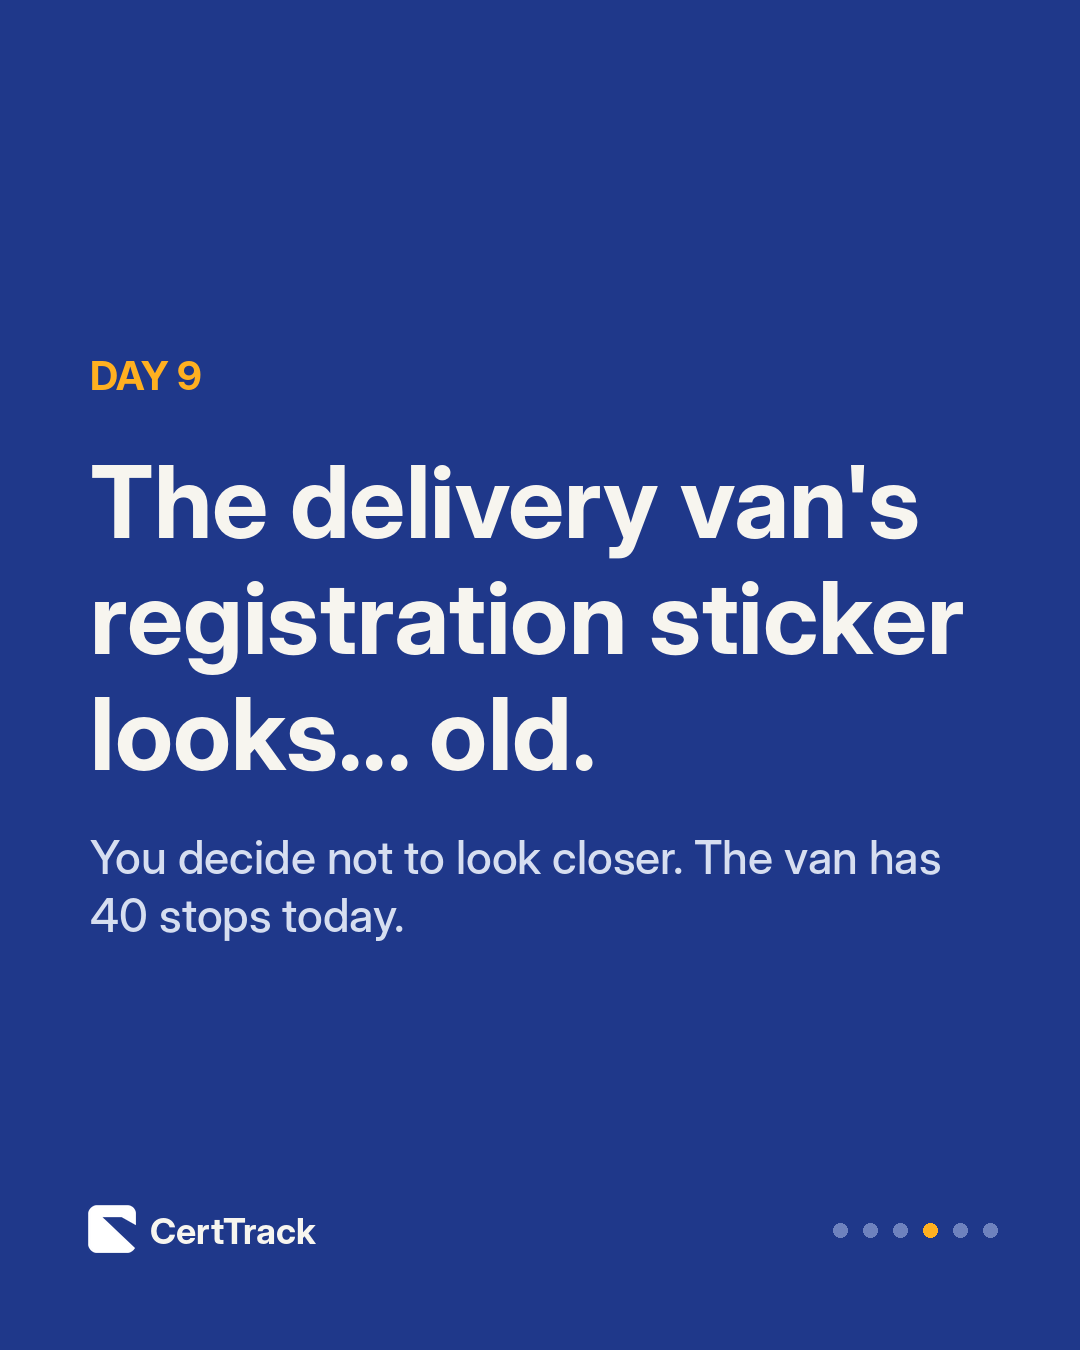 DAY 9
The delivery van's
registration sticker
looks... old.
You decide not to look closer. The van has
40 stops today.
CertTrack